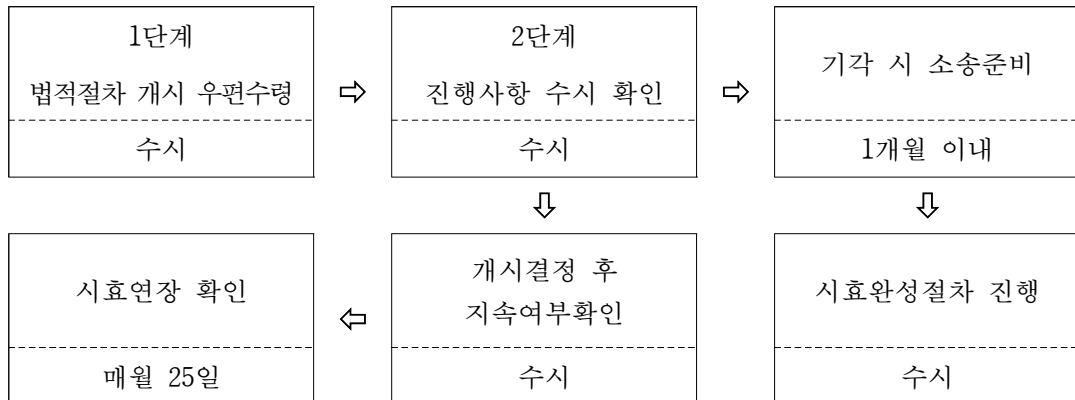 1단계
법적절차 개시 우편수령
수시
⇨
2단계
진행사항 수시 확인
수시
⇨
기각 시 소송준비
1개월 이내
⇩
⇩
시효연장 확인
매월 25일
⇦
개시결정 후
지속여부확인
수시
시효완성절차 진행
수시